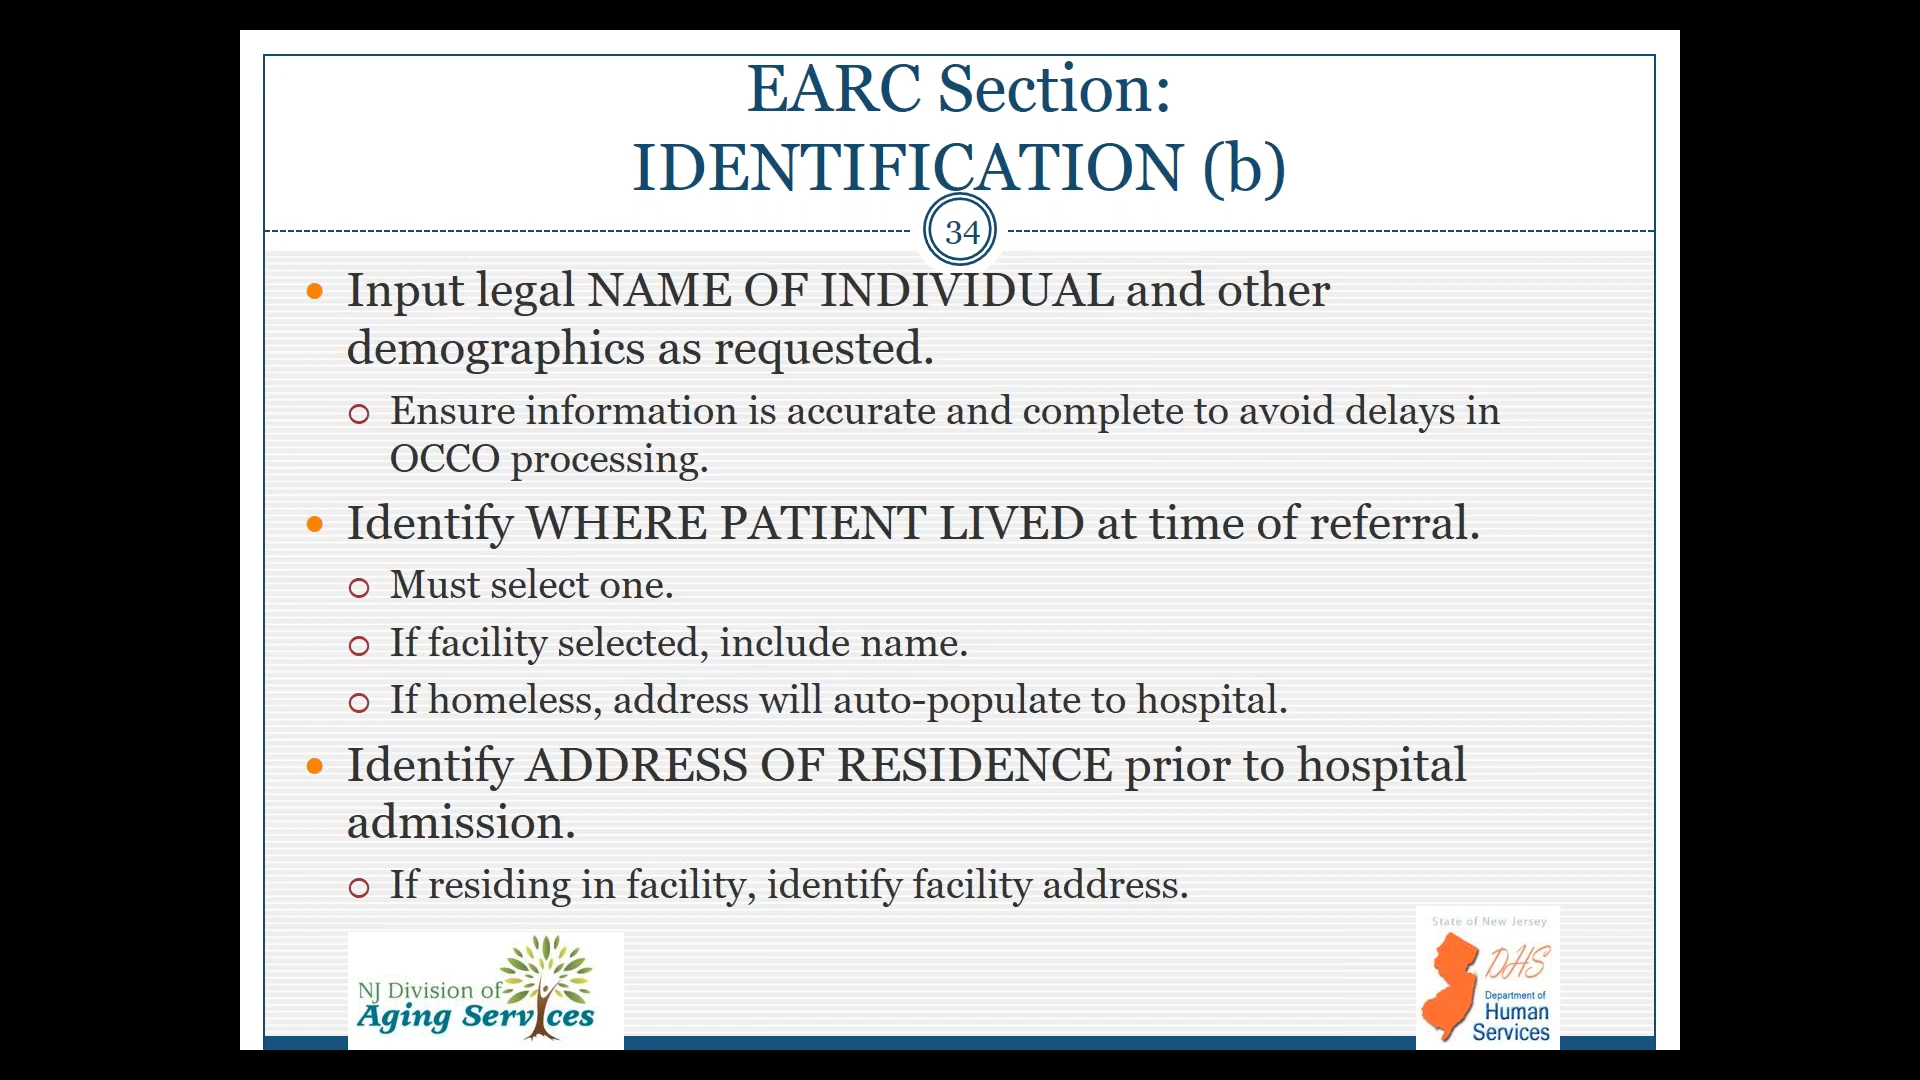 EARC Section:
IDENTIFICATION (b)
34
Input legal NAME OF INDIVIDUAL and other
demographics as requested.
Ensure information is accurate and complete to avoid delays in
OCCO processing.
Identify WHERE PATIENT LIVED at time of referral.
Must select one.
If facility selected, include name.
If homeless, address will auto-populate to hospital.
Identify ADDRESS OF RESIDENCE prior to hospital
admission.
If residing in facility, identify facility address.
NJ Division of
Aging Services
State of New Jersey
DHS
Department of
Human
Services